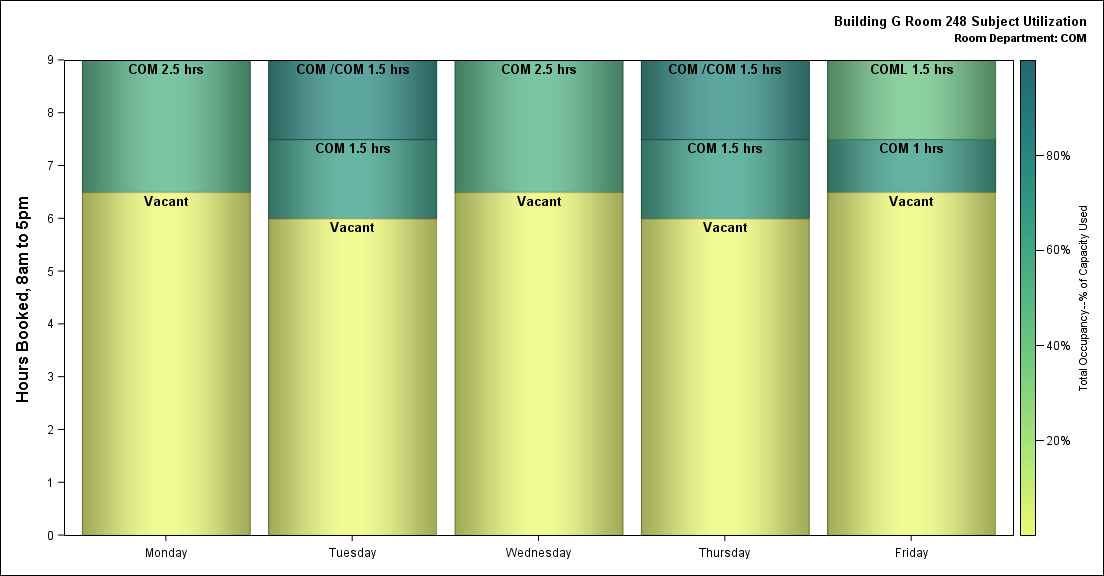 Building G Room 248 Subject Utilization
Room Department: COM
Hours Booked, 8am to 5pm
9
8
7
6
5
4
3
2
1
0
COM 2.5 hrs
Vacant
COM /COM 1.5 hrs
COM 1.5 hrs
Vacant
COM 2.5 hrs
Vacant
COM /COM 1.5 hrs
COM 1.5 hrs
Vacant
COML 1.5 hrs
COM 1 hrs
Vacant
Monday
Tuesday
Wednesday
Thursday
Friday
80%
60%
40%
20%
Total Occupancy--% of Capacity Used